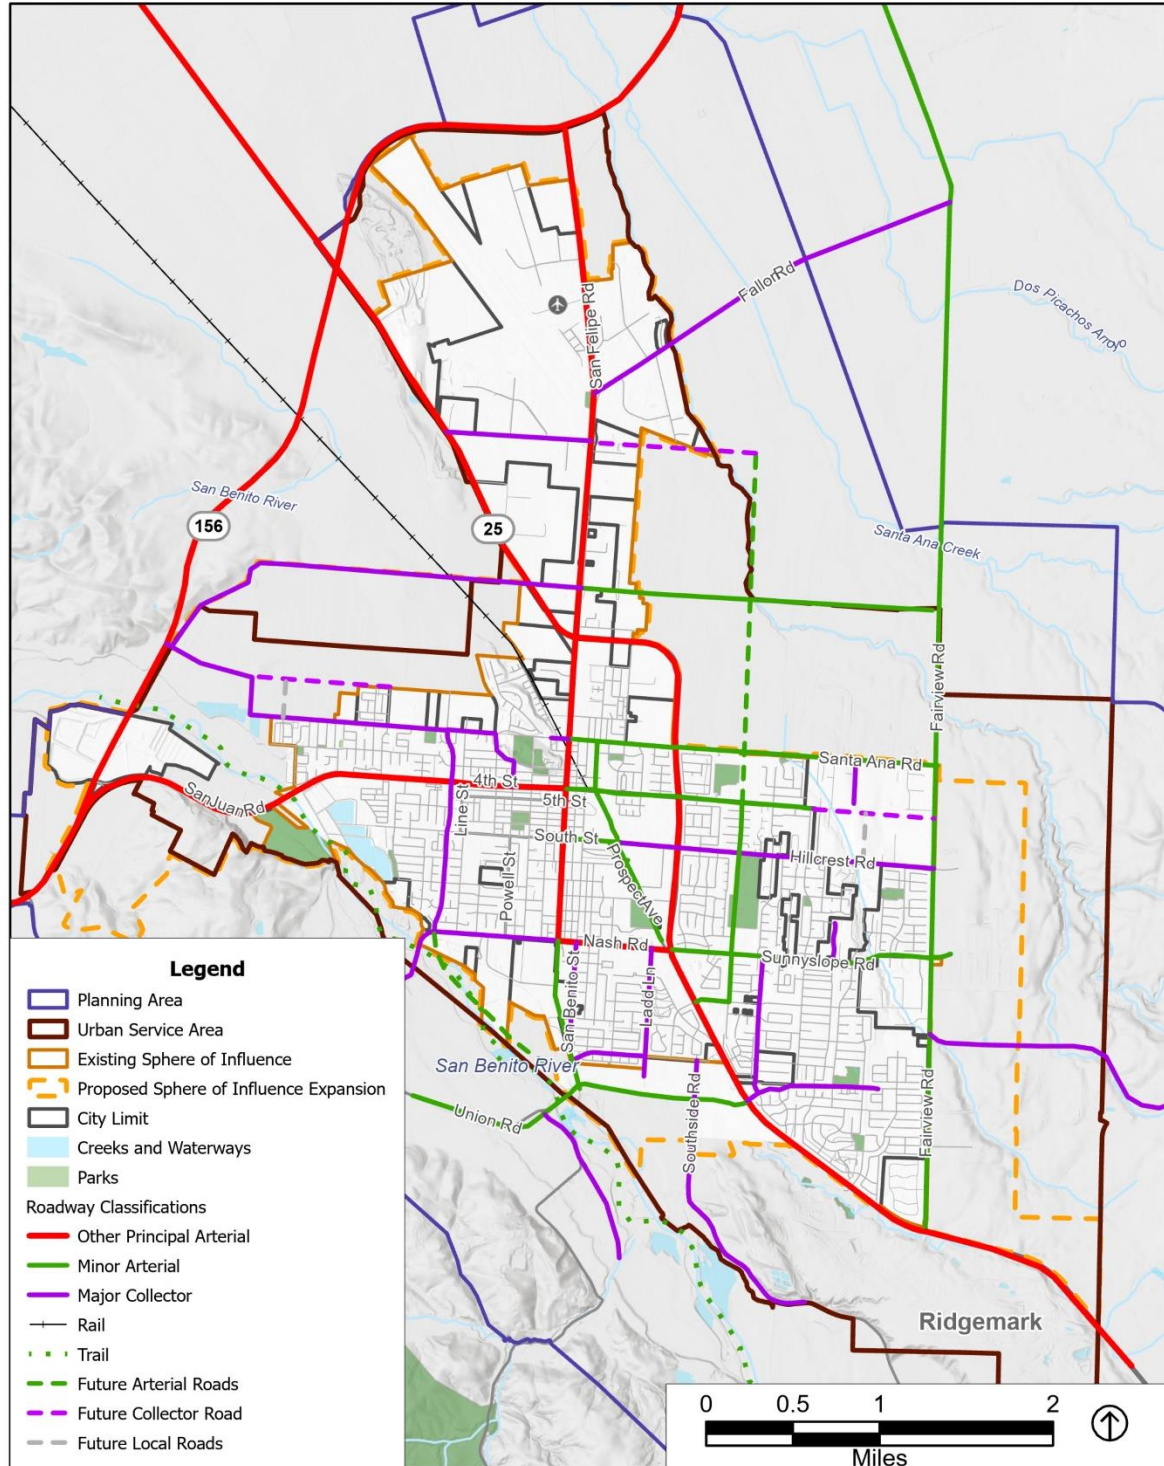 Fallon Rd
San Felipe Rd
Dos Picachos Arroyo
San Benito River
156
25
Santa Ana Creek
Fairview Rd
Santa Ana Rd
4th St
5th St
San Juan Rd
Line St
South St
Hillcrest Rd
Prospect Ave
Powell St
Nash Rd
Sunnyslope Rd
San Benito St
Ladd Ln
San Benito River
Union Rd
Southside Rd
Fairview Rd
Ridgemark
Legend
Planning Area
Urban Service Area
Existing Sphere of Influence
Proposed Sphere of Influence Expansion
City Limit
Creeks and Waterways
Parks
Roadway Classifications
Other Principal Arterial
Minor Arterial
Major Collector
Rail
Trail
Future Arterial Roads
Future Collector Road
Future Local Roads
0 0.5 1 2
Miles